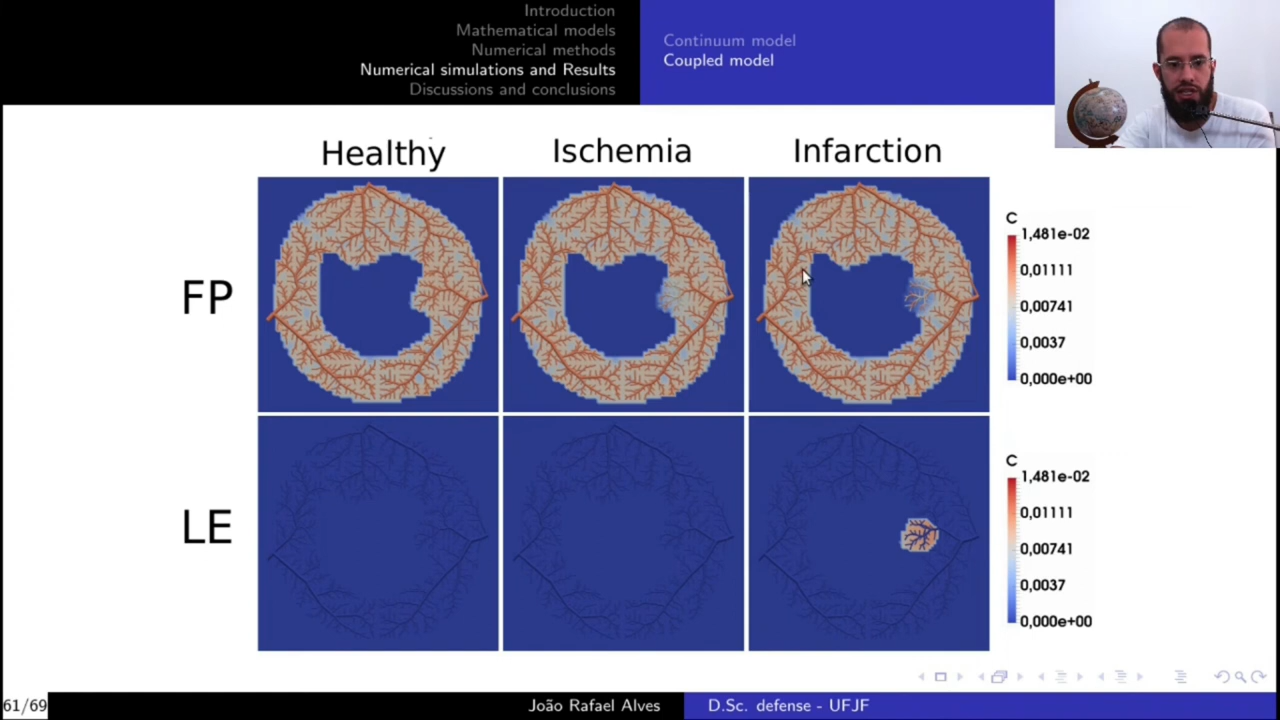 Introduction
Mathematical models
Numerical methods
Numerical simulations and Results
Discussions and conclusions
Continuum model
Coupled model
Healthy
Ischemia
Infarction
FP
C
1,481e-02
0,01111
0,00741
0,0037
0,000e+00
LE
C
1,481e-02
0,01111
0,00741
0,0037
0,000e+00
61/69
João Rafael Alves
D.Sc. defense - UFJF